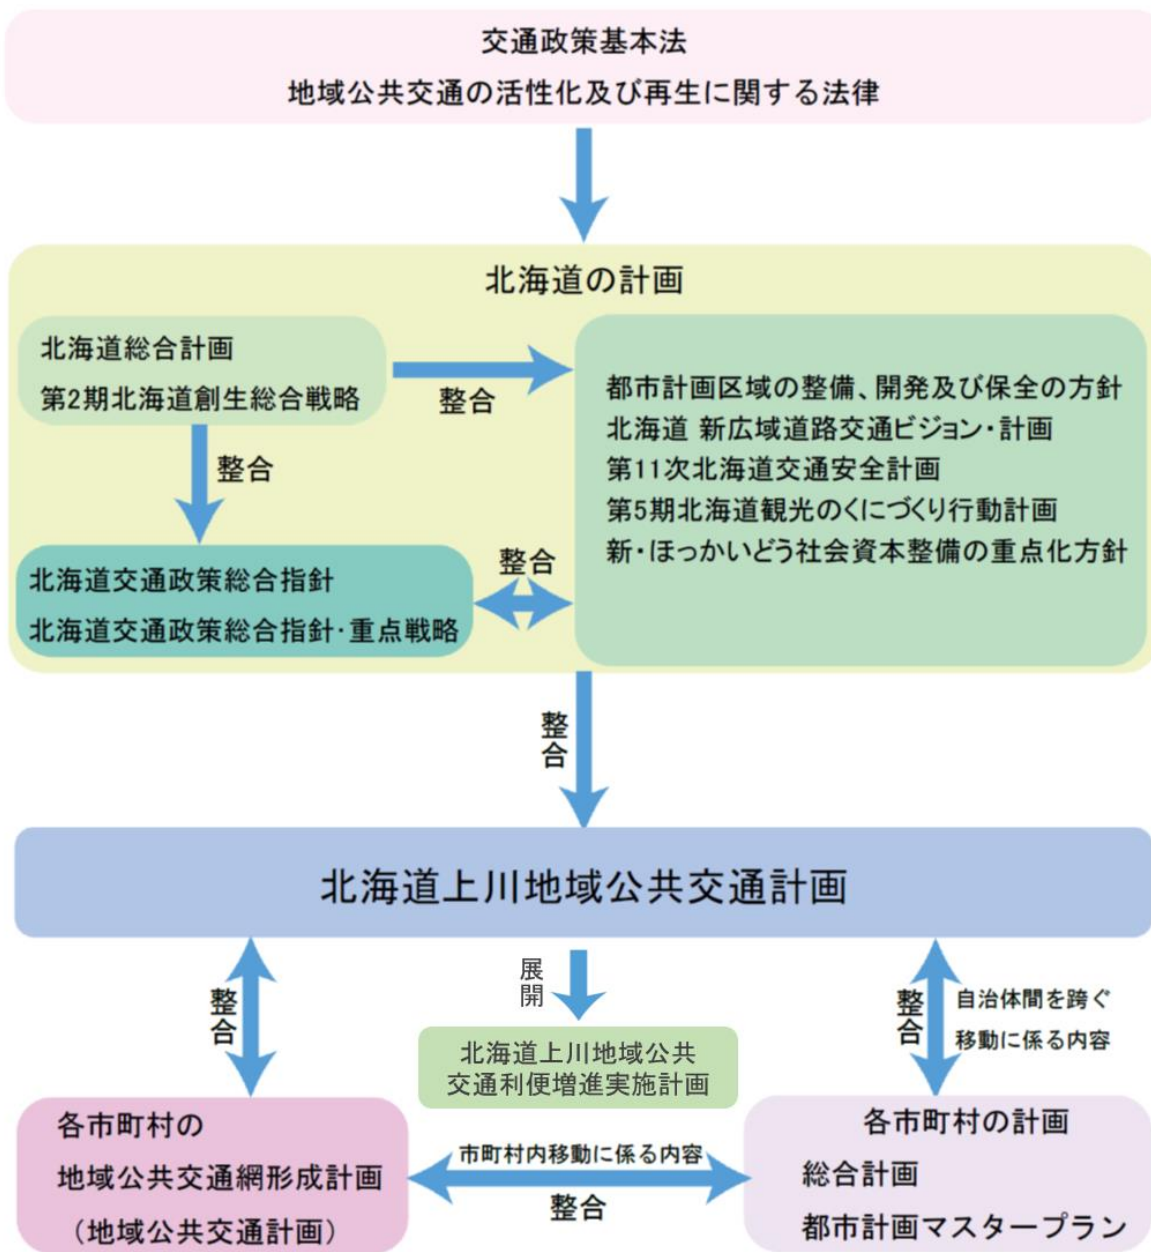 交通政策基本法
地域公共交通の活性化及び再生に関する法律
北海道の計画
北海道総合計画
第2期北海道創生総合戦略
整合
都市計画区域の整備、開発及び保全の方針
北海道 新広域道路交通ビジョン・計画
第11次北海道交通安全計画
第5期北海道観光のくにづくり行動計画
新・ほっかいどう社会資本整備の重点化方針
整合
整合
北海道交通政策総合指針
北海道交通政策総合指針・重点戦略
整合
北海道上川地域公共交通計画
整合
展開
整合
自治体間を跨ぐ
移動に係る内容
北海道上川地域公共
交通利便増進実施計画
各市町村の
地域公共交通網形成計画
（地域公共交通計画）
市町村内移動に係る内容
整合
各市町村の計画
総合計画
都市計画マスタープラン